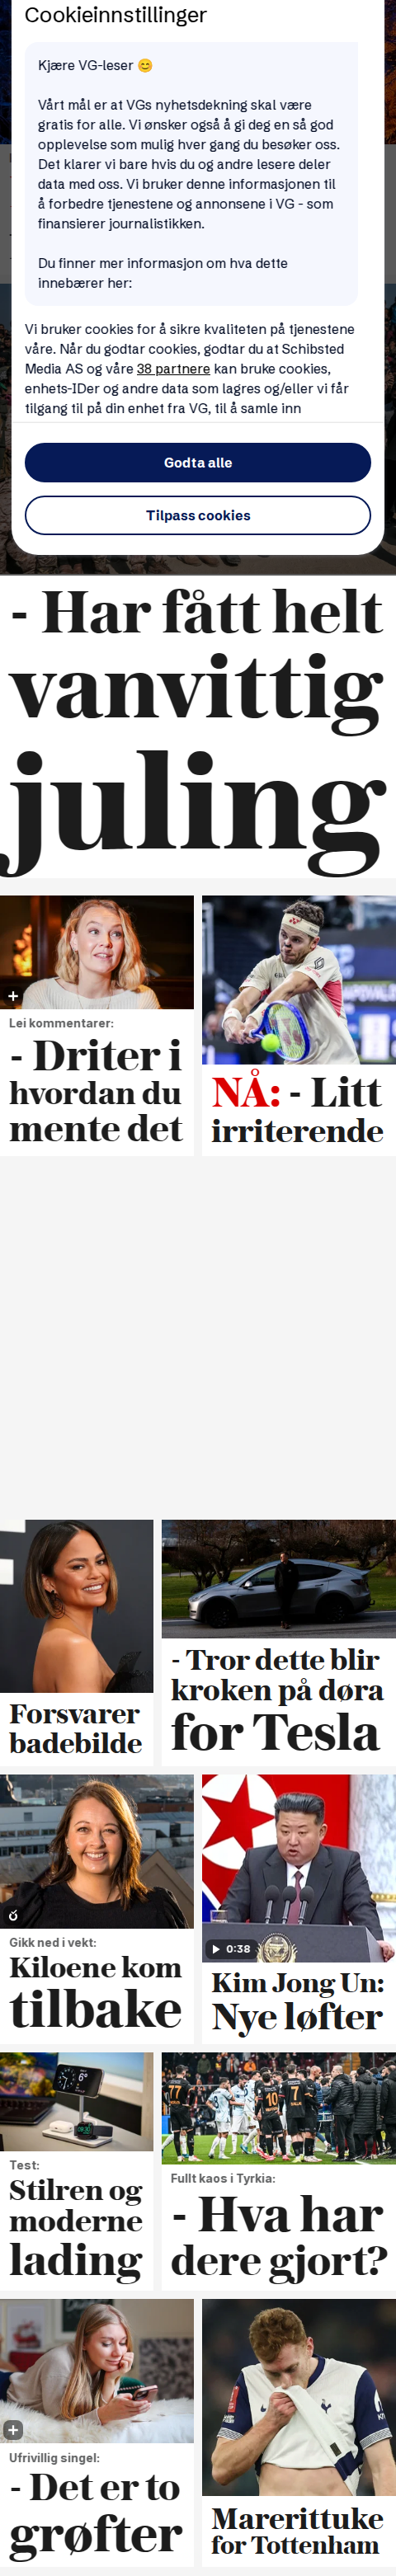 Cookieinnstillinger
Kjære VG-leser 😊
Vårt mål er at VGs nyhetsdekning skal være
gratis for alle. Vi ønsker også å gi deg en så god
opplevelse som mulig hver gang du besøker oss.
Det klarer vi bare hvis du og andre lesere deler
data med oss. Vi bruker denne informasjonen til
å forbedre tjenestene og annonsene i VG - som
finansierer journalistikken.
Du finner mer informasjon om hva dette
innebærer her:
Vi bruker cookies for å sikre kvaliteten på tjenestene
våre. Når du godtar cookies, godtar du at Schibsted
Media AS og våre 38 partnere kan bruke cookies,
enhets-IDer og andre data som lagres og/eller vi får
tilgang til på din enhet fra VG, til å samle inn
Godta alle
Tilpass cookies
- Har fått helt
vanvittig
juling
Lei kommentarer:
- Driter i
hvordan du
mente det
NÅ: - Litt
irriterende
Forsvarer
badebilde
- Tror dette blir
kroken på døra
for Tesla
Gikk ned i vekt:
Kiloene kom
tilbake
0:38
Kim Jong Un:
Nye løfter
Test:
Stilren og
moderne
lading
77
10
7
Fullt kaos i Tyrkia:
- Hva har
dere gjort?
Ufrivillig singel:
- Det er to
grøfter
Marerittuke
for Tottenham